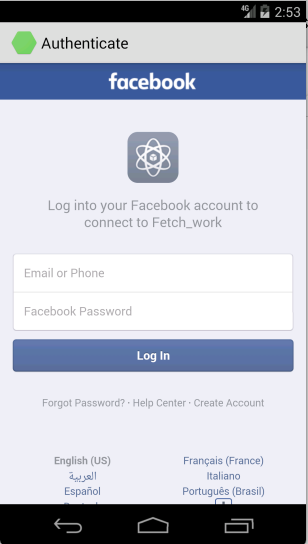 4G 2:53
Authenticate
facebook
Log into your Facebook account to
connect to Fetch_work
Email or Phone
Facebook Password
Log In
Forgot Password? · Help Center · Create Account
English (US) Français (France)
العربية Italiano
Español Português (Brasil)